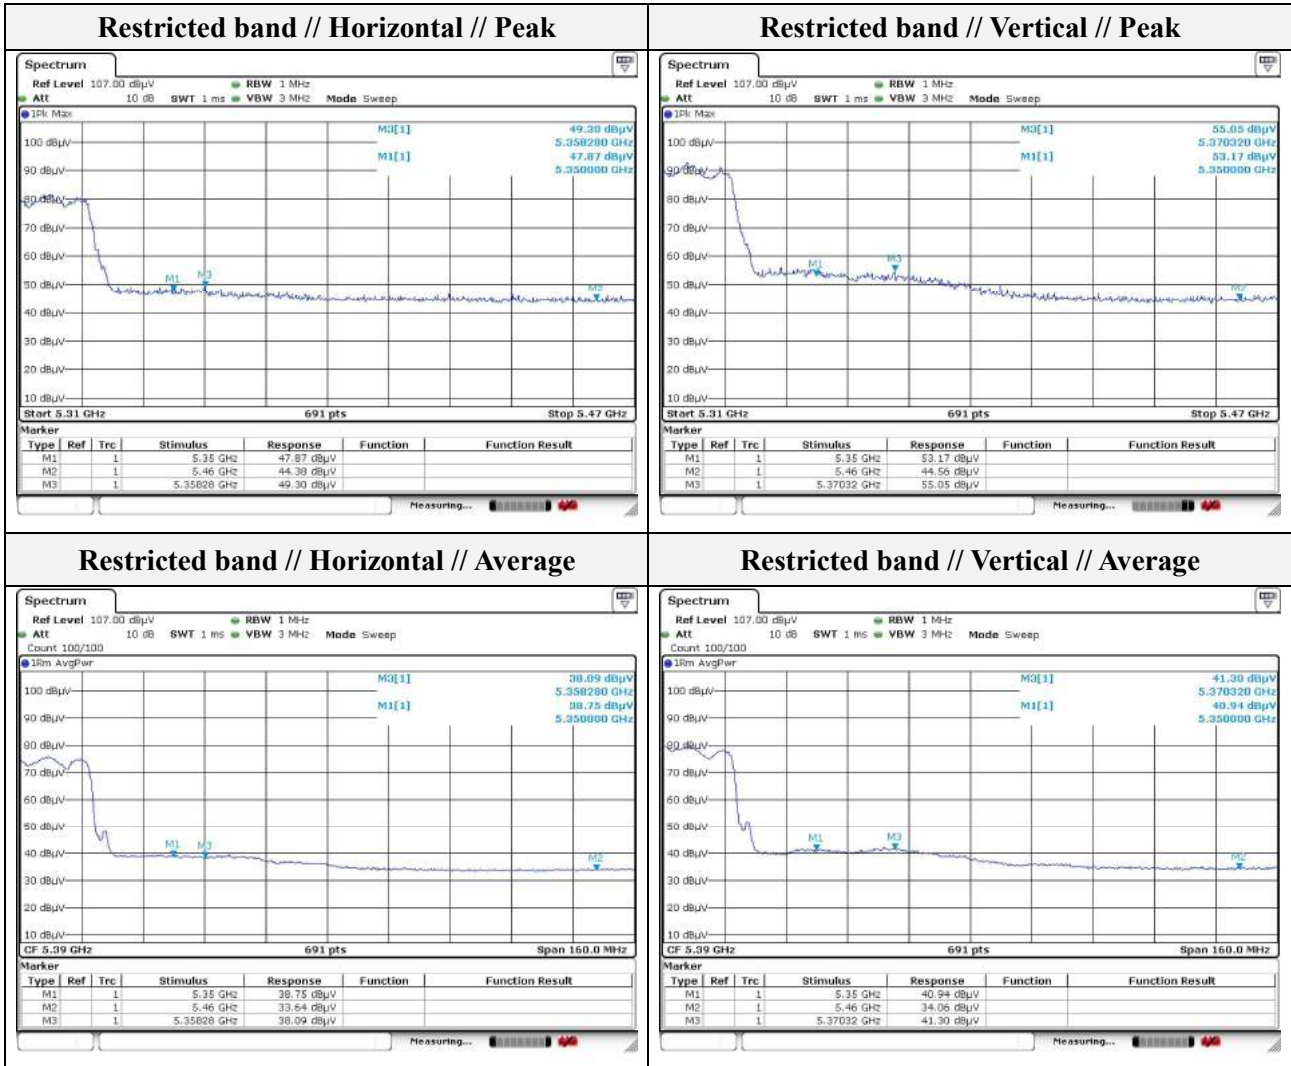 Restricted band // Horizontal // Peak
Spectrum
Ref Level 107.00 dBµV RBW 1 MHz
Att 10 dB SWT 1 ms VBW 3 MHz Mode Sweep
1Pk Max
M3[1] 49.30 dBµV
5.358280 GHz
M1[1] 47.87 dBµV
5.350000 GHz
100 dBµV
90 dBµV
80 dBµV
70 dBµV
60 dBµV
50 dBµV
40 dBµV
30 dBµV
20 dBµV
10 dBµV
M1 M3 M2
Start 5.31 GHz 691 pts Stop 5.47 GHz
Marker
Type Ref Trc Stimulus Response Function Function Result
M1 1 5.35 GHz 47.87 dBµV
M2 1 5.46 GHz 44.38 dBµV
M3 1 5.35828 GHz 49.30 dBµV
Measuring...
Restricted band // Vertical // Peak
Spectrum
Ref Level 107.00 dBµV RBW 1 MHz
Att 10 dB SWT 1 ms VBW 3 MHz Mode Sweep
1Pk Max
M3[1] 55.05 dBµV
5.370320 GHz
M1[1] 53.17 dBµV
5.350000 GHz
100 dBµV
90 dBµV
80 dBµV
70 dBµV
60 dBµV
50 dBµV
40 dBµV
30 dBµV
20 dBµV
10 dBµV
M1 M3 M2
Start 5.31 GHz 691 pts Stop 5.47 GHz
Marker
Type Ref Trc Stimulus Response Function Function Result
M1 1 5.35 GHz 53.17 dBµV
M2 1 5.46 GHz 44.56 dBµV
M3 1 5.37032 GHz 55.05 dBµV
Measuring...
Restricted band // Horizontal // Average
Spectrum
Ref Level 107.00 dBµV RBW 1 MHz
Att 10 dB SWT 1 ms VBW 3 MHz Mode Sweep
Count 100/100
1Rm AvgPwr
M3[1] 38.09 dBµV
5.358280 GHz
M1[1] 38.75 dBµV
5.350000 GHz
100 dBµV
90 dBµV
80 dBµV
70 dBµV
60 dBµV
50 dBµV
40 dBµV
30 dBµV
20 dBµV
10 dBµV
M1 M3 M2
CF 5.39 GHz 691 pts Span 160.0 MHz
Marker
Type Ref Trc Stimulus Response Function Function Result
M1 1 5.35 GHz 38.75 dBµV
M2 1 5.46 GHz 33.64 dBµV
M3 1 5.35828 GHz 38.09 dBµV
Measuring...
Restricted band // Vertical // Average
Spectrum
Ref Level 107.00 dBµV RBW 1 MHz
Att 10 dB SWT 1 ms VBW 3 MHz Mode Sweep
Count 100/100
1Rm AvgPwr
M3[1] 41.30 dBµV
5.370320 GHz
M1[1] 40.94 dBµV
5.350000 GHz
100 dBµV
90 dBµV
80 dBµV
70 dBµV
60 dBµV
50 dBµV
40 dBµV
30 dBµV
20 dBµV
10 dBµV
M1 M3 M2
CF 5.39 GHz 691 pts Span 160.0 MHz
Marker
Type Ref Trc Stimulus Response Function Function Result
M1 1 5.35 GHz 40.94 dBµV
M2 1 5.46 GHz 34.06 dBµV
M3 1 5.37032 GHz 41.30 dBµV
Measuring...